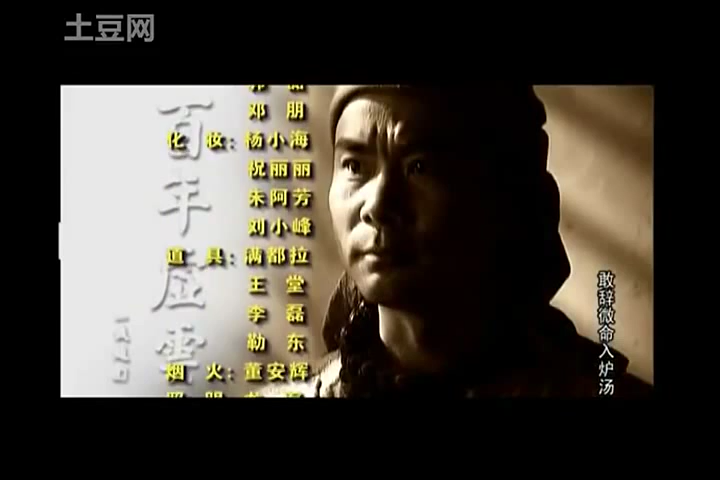 土豆网
邓 朋
化 妆: 杨小海
祝丽丽
朱阿芳
刘小峰
道 具: 满都拉
王 堂
李 磊
勒 东
烟 火: 董安辉
百年虚云
敢辞微命入炉汤